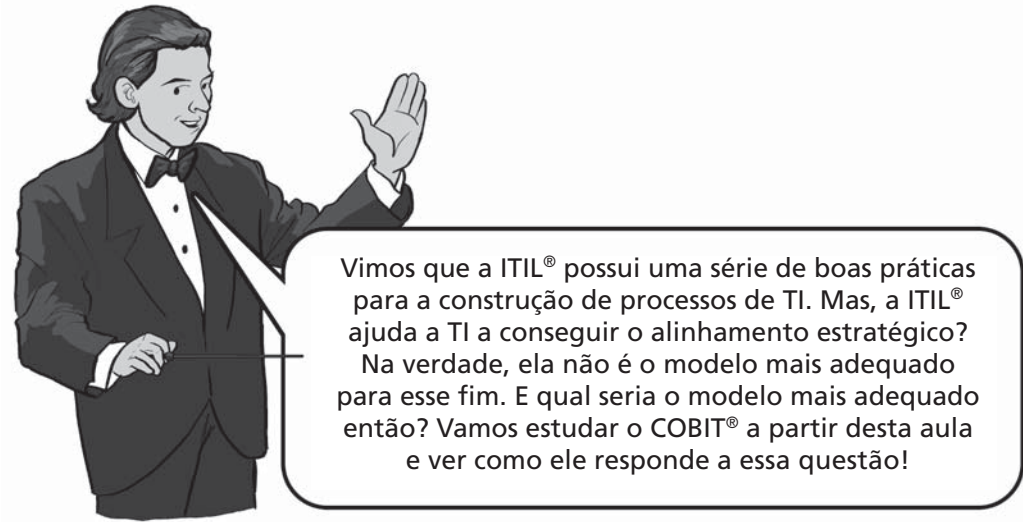 Vimos que a ITIL® possui uma série de boas práticas
para a construção de processos de TI. Mas, a ITIL®
ajuda a TI a conseguir o alinhamento estratégico?
Na verdade, ela não é o modelo mais adequado
para esse fim. E qual seria o modelo mais adequado
então? Vamos estudar o COBIT® a partir desta aula
e ver como ele responde a essa questão!